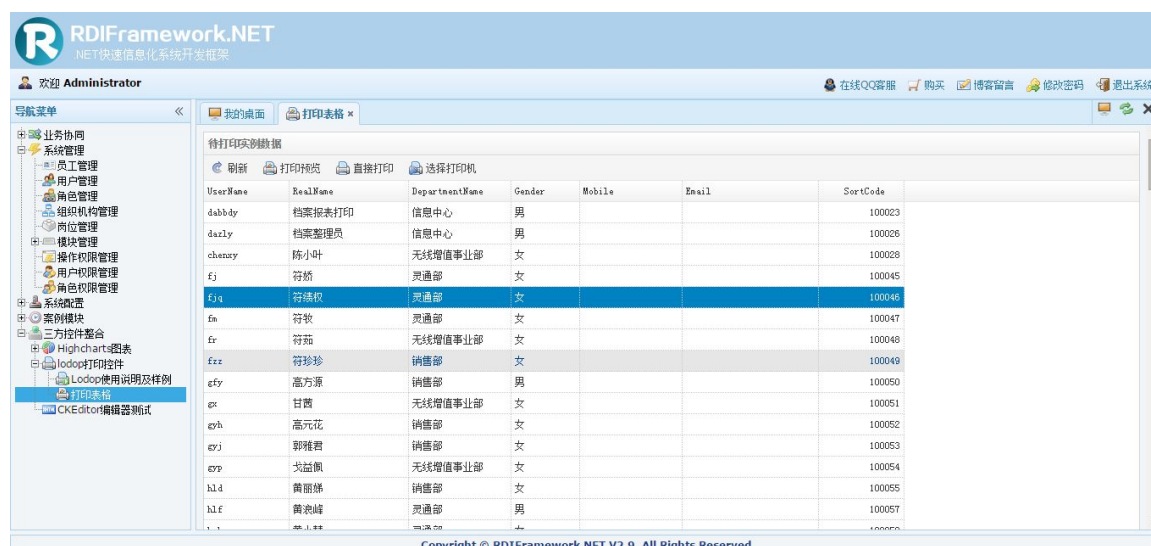 RDIFramework.NET
.NET快速信息化系统开发框架
欢迎 Administrator
在线QQ客服 购买 博客留言 修改密码 退出系统
导航菜单
我的桌面 打印表格 ×
业务协同
系统管理
员工管理
用户管理
角色管理
组织机构管理
岗位管理
模块管理
操作权限管理
用户权限管理
角色权限管理
系统配置
案例模块
三方控件整合
Highcharts图表
lodop打印控件
Lodop使用说明及样例
打印表格
CKEditor编辑器测试
待打印实例数据
刷新 打印预览 直接打印 选择打印机
UserName RealName DepartmentName Gender Mobile Email SortCode
dabbdy 档案报表打印 信息中心 男 100023
dazly 档案整理员 信息中心 男 100026
chenxy 陈小叶 无线增值事业部 女 100028
fj 符娇 灵通部 女 100045
fjq 符绩权 灵通部 女 100046
fm 符牧 灵通部 女 100047
fr 符茹 无线增值事业部 女 100048
fzz 符珍珍 销售部 女 100049
gfy 高方源 销售部 男 100050
gx 甘茜 无线增值事业部 女 100051
gyh 高元花 销售部 女 100052
gyj 郭雅君 销售部 女 100053
gyp 戈益佩 无线增值事业部 女 100054
hld 黄丽娣 销售部 女 100055
hlf 黄浪峰 灵通部 男 100057
Copyright © RDIFramework.NET V2.9. All Rights Reserved